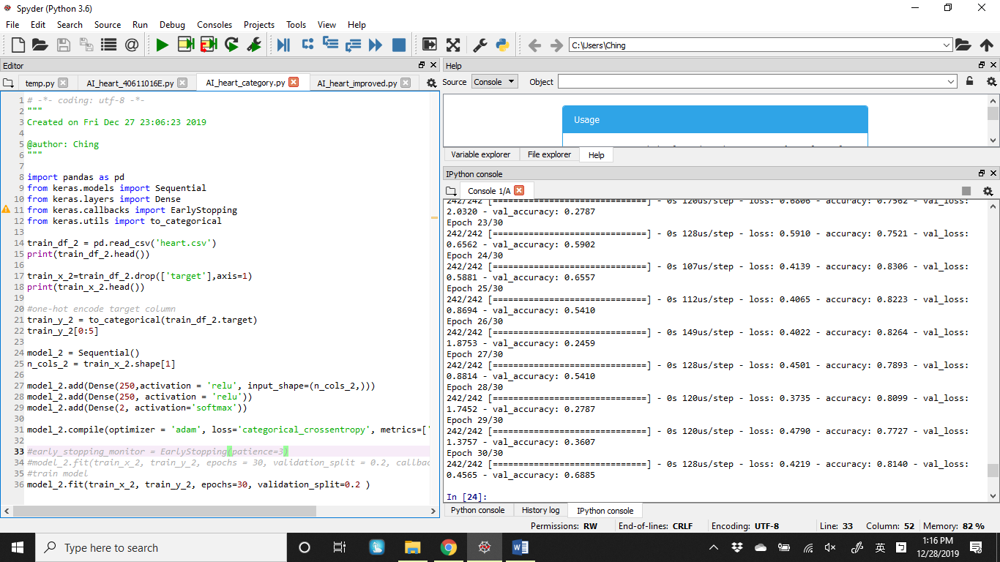 Spyder (Python 3.6)
File Edit Search Source Run Debug Consoles Projects Tools View Help
C:\Users\Ching
Editor
temp.py AI_heart_40611016E.py AI_heart_category.py AI_heart_improved.py
1 # -*- coding: utf-8 -*-
2 """
3 Created on Fri Dec 27 23:06:23 2019
4
5 @author: Ching
6 """
7
8 import pandas as pd
9 from keras.models import Sequential
10 from keras.layers import Dense
11 from keras.callbacks import EarlyStopping
12 from keras.utils import to_categorical
13
14 train_df_2 = pd.read_csv('heart.csv')
15 print(train_df_2.head())
16
17 train_x_2=train_df_2.drop(['target'],axis=1)
18 print(train_x_2.head())
19
20 #one-hot encode target column
21 train_y_2 = to_categorical(train_df_2.target)
22 train_y_2[0:5]
23
24 model_2 = Sequential()
25 n_cols_2 = train_x_2.shape[1]
26
27 model_2.add(Dense(250,activation = 'relu', input_shape=(n_cols_2,)))
28 model_2.add(Dense(250, activation = 'relu'))
29 model_2.add(Dense(2, activation='softmax'))
30
31 model_2.compile(optimizer = 'adam', loss='categorical_crossentropy', metrics=['
32
33 #early_stopping_monitor = EarlyStopping(patience=3)
34 #model_2.fit(train_x_2, train_y_2, epochs = 30, validation_split = 0.2, callbac
35 #train model
36 model_2.fit(train_x_2, train_y_2, epochs=30, validation_split=0.2 )
Help
Source Console Object
Usage
Variable explorer File explorer Help
IPython console
Console 1/A
242/242 [==============================] - 0s 120us/step - loss: 0.6806 - accuracy: 0.7562 - val_loss:
2.0320 - val_accuracy: 0.2787
Epoch 23/30
242/242 [==============================] - 0s 128us/step - loss: 0.5910 - accuracy: 0.7521 - val_loss:
0.6562 - val_accuracy: 0.5902
Epoch 24/30
242/242 [==============================] - 0s 107us/step - loss: 0.4139 - accuracy: 0.8306 - val_loss:
0.5881 - val_accuracy: 0.6557
Epoch 25/30
242/242 [==============================] - 0s 112us/step - loss: 0.4065 - accuracy: 0.8223 - val_loss:
0.8694 - val_accuracy: 0.5410
Epoch 26/30
242/242 [==============================] - 0s 149us/step - loss: 0.4022 - accuracy: 0.8264 - val_loss:
1.8753 - val_accuracy: 0.2459
Epoch 27/30
242/242 [==============================] - 0s 128us/step - loss: 0.4501 - accuracy: 0.7893 - val_loss:
0.8814 - val_accuracy: 0.5410
Epoch 28/30
242/242 [==============================] - 0s 120us/step - loss: 0.3735 - accuracy: 0.8099 - val_loss:
1.7452 - val_accuracy: 0.2787
Epoch 29/30
242/242 [==============================] - 0s 120us/step - loss: 0.4790 - accuracy: 0.7727 - val_loss:
1.3757 - val_accuracy: 0.3607
Epoch 30/30
242/242 [==============================] - 0s 128us/step - loss: 0.4219 - accuracy: 0.8140 - val_loss:
0.4565 - val_accuracy: 0.6885
In [24]:
Python console History log IPython console
Permissions: RW End-of-lines: CRLF Encoding: UTF-8 Line: 33 Column: 52 Memory: 82 %
Type here to search
英
1:16 PM
12/28/2019